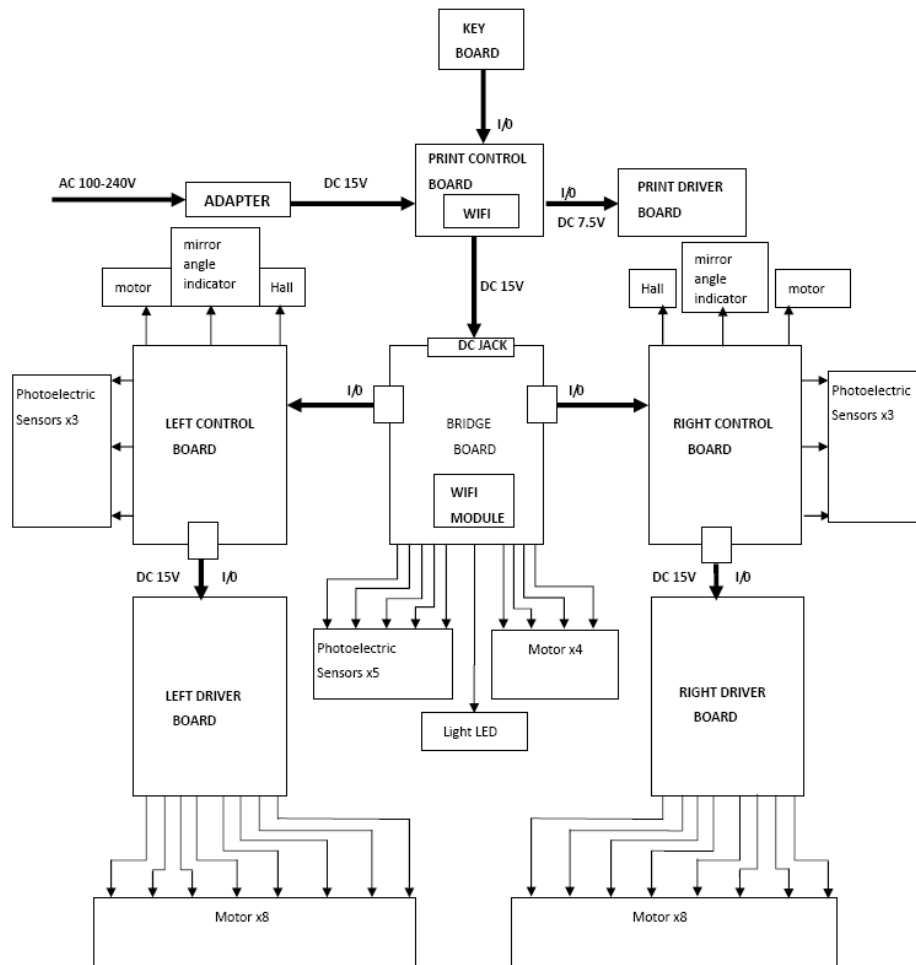 KEY
BOARD
I/0
PRINT CONTROL
BOARD
WIFI
AC 100-240V
ADAPTER
DC 15V
I/0
DC 7.5V
PRINT DRIVER
BOARD
DC 15V
motor
mirror
angle
indicator
Hall
Hall
mirror
angle
indicator
motor
DC JACK
Photoelectric
Sensors x3
LEFT CONTROL
BOARD
I/0
BRIDGE
BOARD
WIFI
MODULE
I/0
RIGHT CONTROL
BOARD
Photoelectric
Sensors x3
DC 15V
I/0
DC 15V
I/0
Photoelectric
Sensors x5
Motor x4
Light LED
LEFT DRIVER
BOARD
RIGHT DRIVER
BOARD
Motor x8
Motor x8